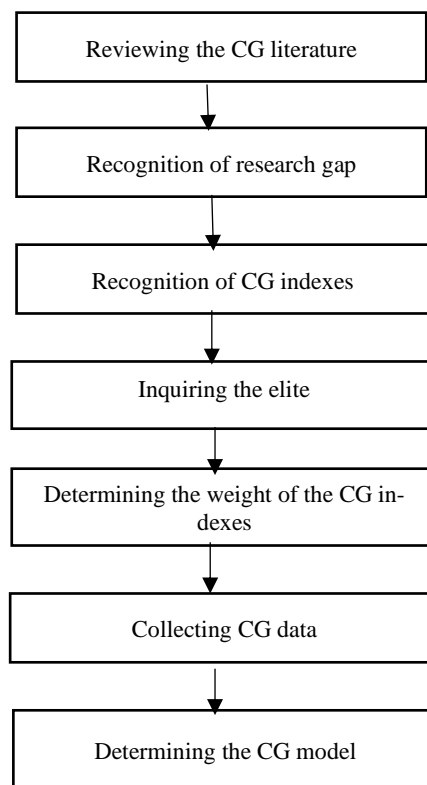 Reviewing the CG literature
Recognition of research gap
Recognition of CG indexes
Inquiring the elite
Determining the weight of the CG in-
dexes
Collecting CG data
Determining the CG model